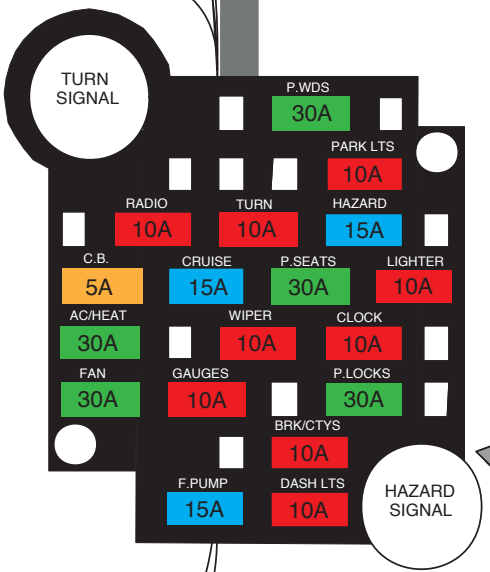 TURN
SIGNAL
P.WDS
30A
PARK LTS
10A
RADIO TURN HAZARD
10A 10A 15A
C.B. CRUISE P.SEATS LIGHTER
5A 15A 30A 10A
AC/HEAT WIPER CLOCK
30A 10A 10A
FAN GAUGES P.LOCKS
30A 10A 30A
BRK/CTYS
10A
F.PUMP DASH LTS
15A 10A
HAZARD
SIGNAL